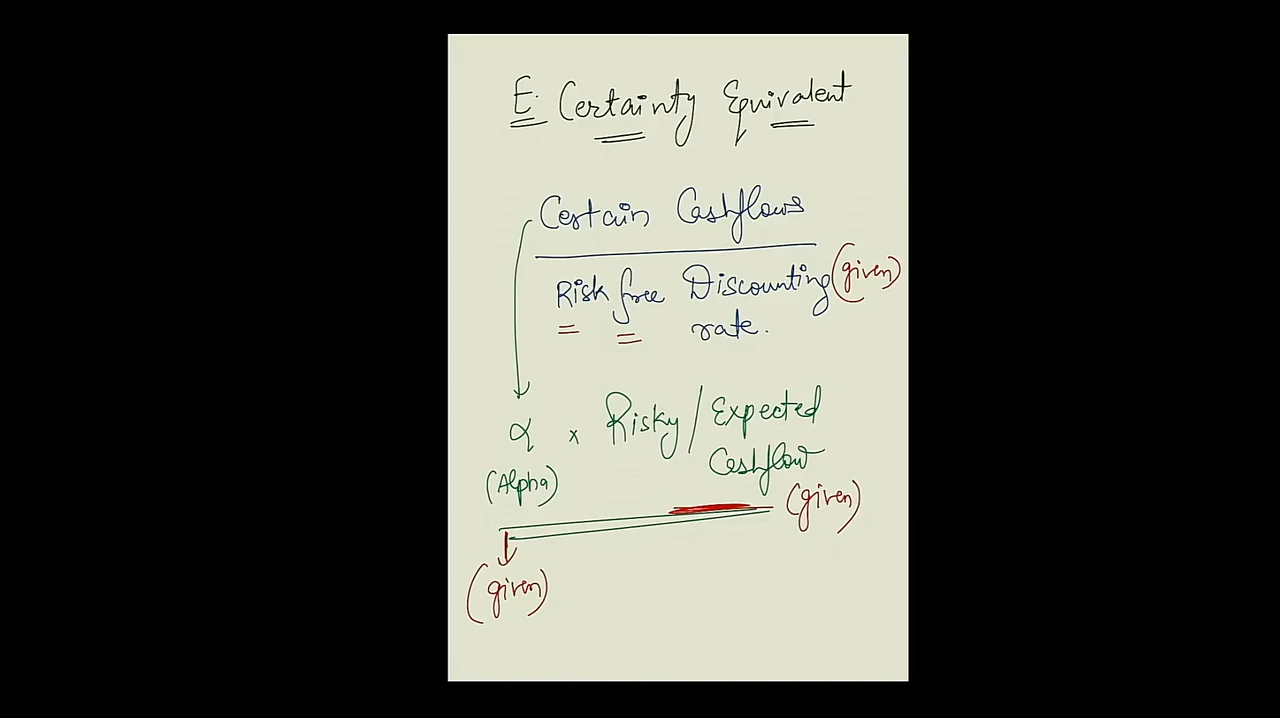 E. Certainty Equivalent
Certain Cashflows
Risk free Discounting (given)
rate.
α × Risky / Expected
Cashflow
(Alpha)
(given)
(given)